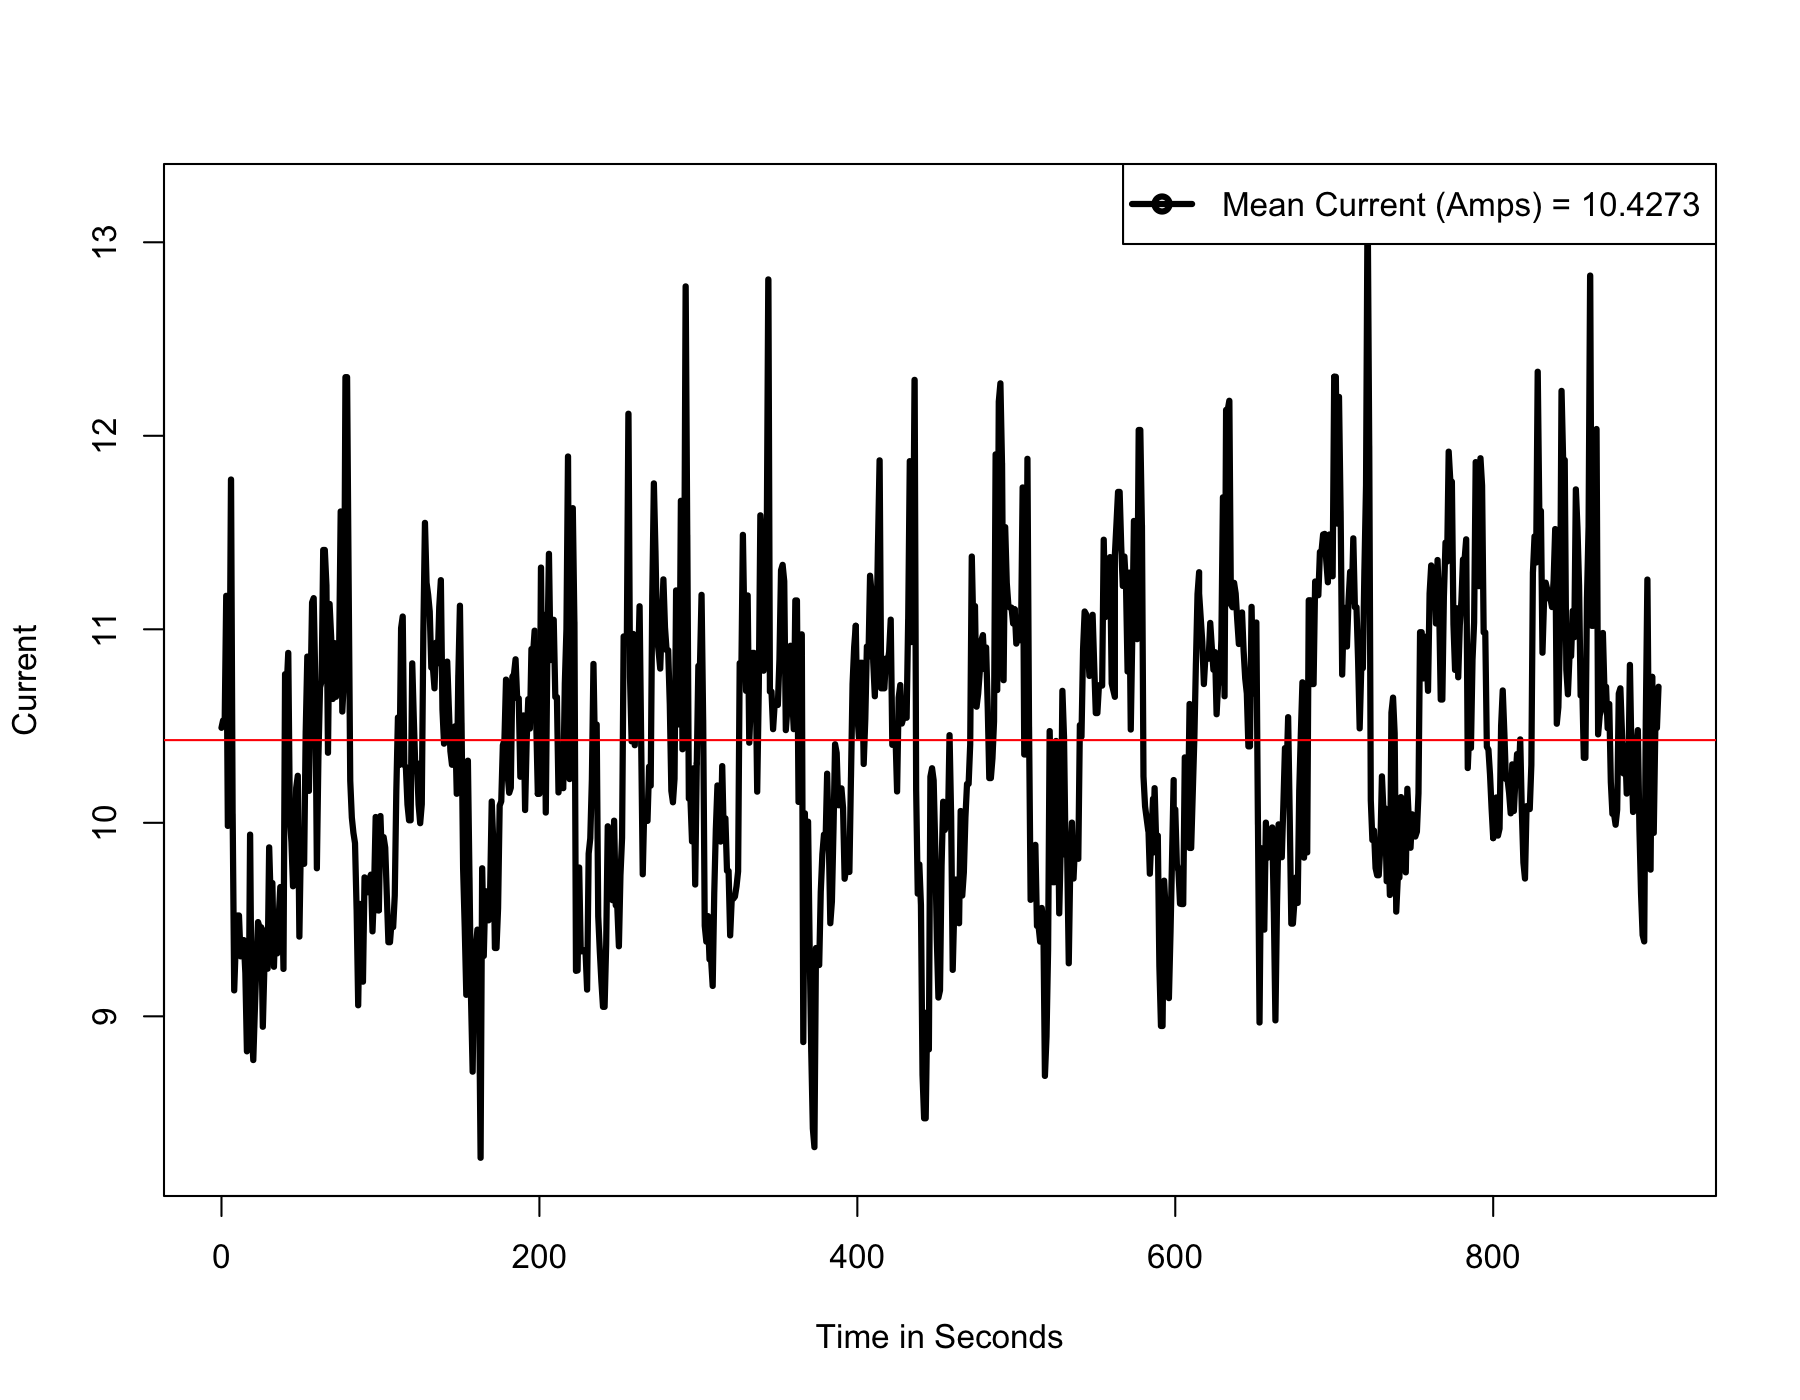 Mean Current (Amps) = 10.4273
Current
13
12
11
10
9
0 200 400 600 800
Time in Seconds